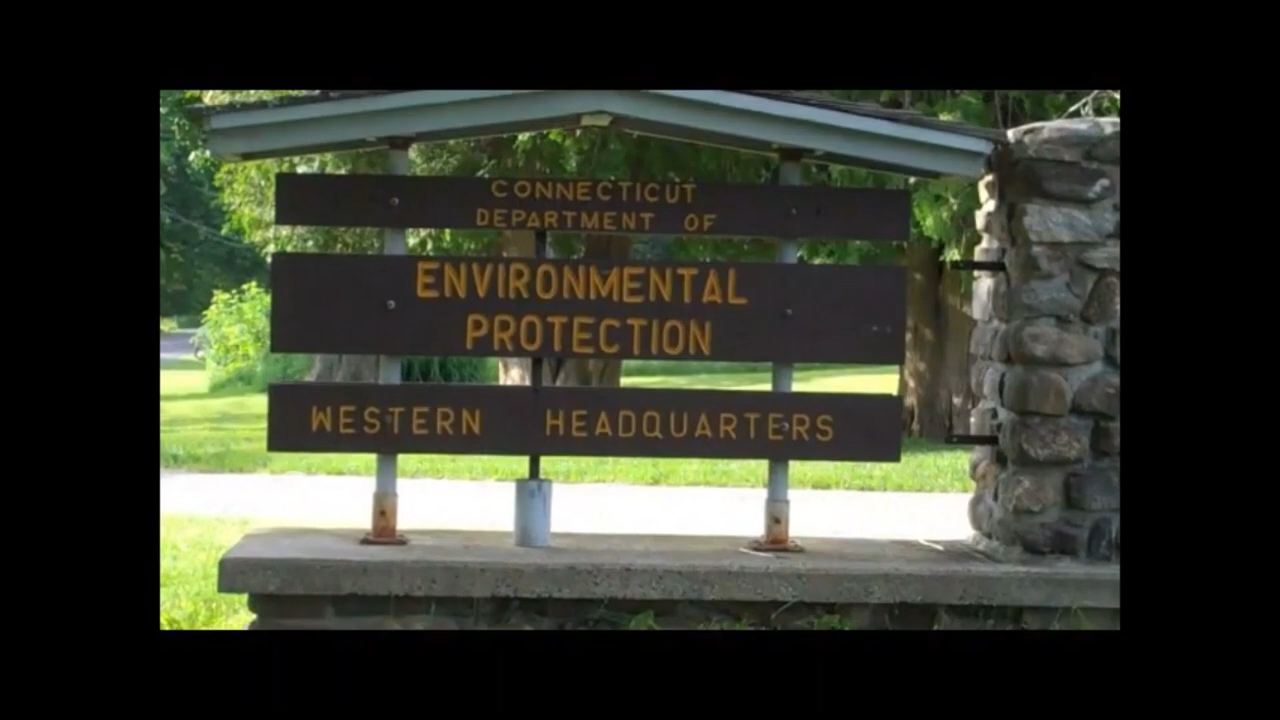 CONNECTICUT
DEPARTMENT OF
ENVIRONMENTAL
PROTECTION
WESTERN HEADQUARTERS